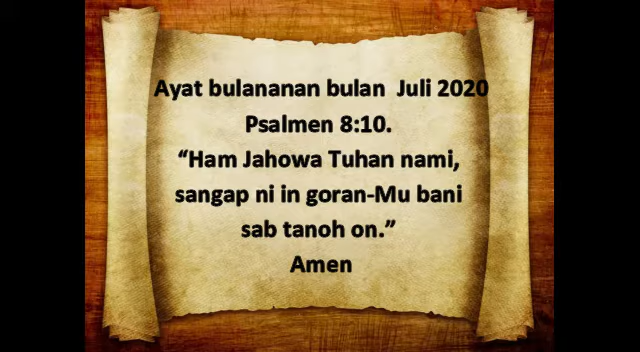 Ayat bulananan bulan  Juli 2020
Psalmen 8:10.
“Ham Jahowa Tuhan nami,
sangap ni in goran-Mu bani
sab tanoh on.”
Amen